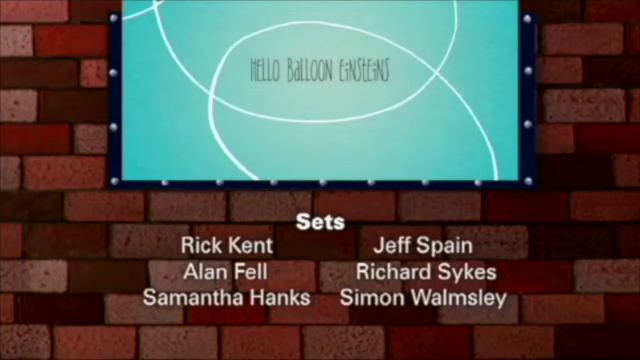 HELLO BALLOON EiNSTEiNS
Sets
Rick Kent Jeff Spain
Alan Fell Richard Sykes
Samantha Hanks Simon Walmsley